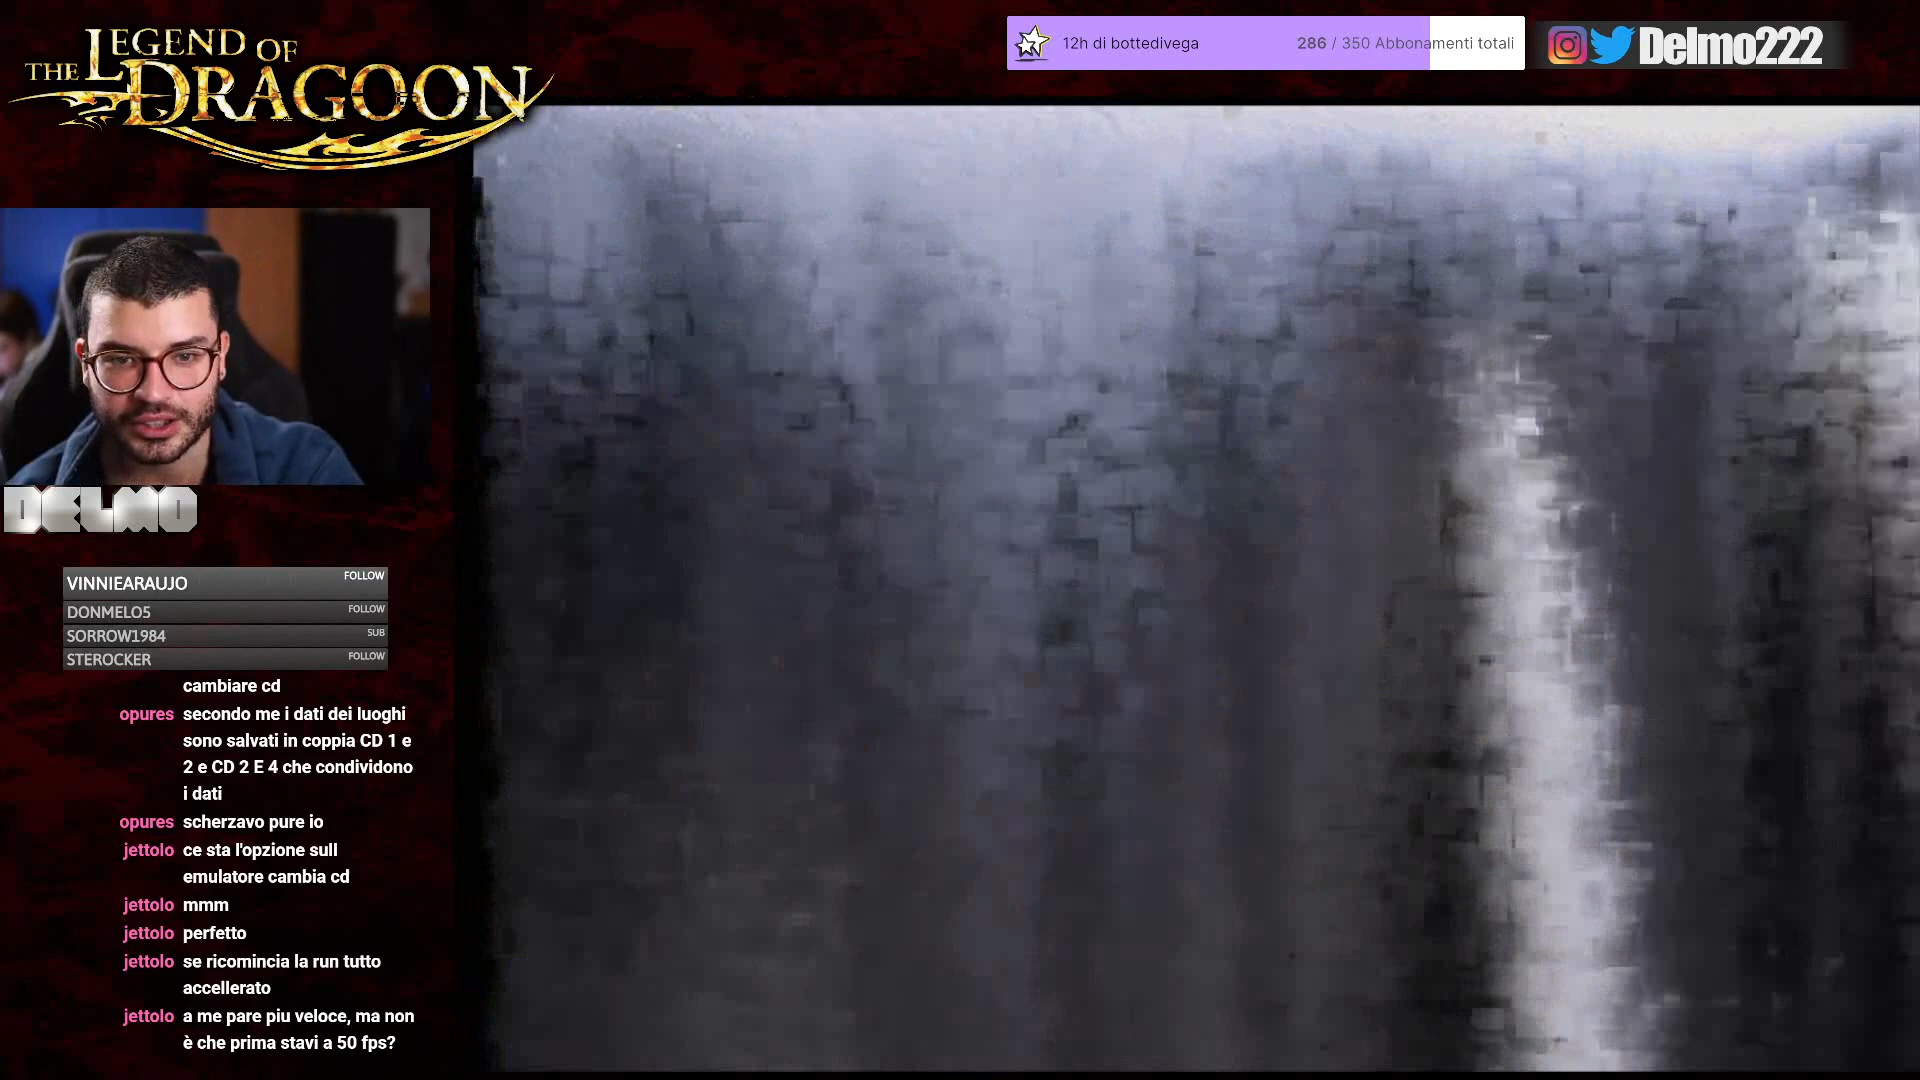 THE LEGEND OF
DRAGOON
12h di bottedivega
286 / 350 Abbonamenti totali
Delmo222
DELMO
VINNIEARAUJO FOLLOW
DONMELO5 FOLLOW
SORROW1984 SUB
STEROCKER FOLLOW
cambiare cd
opures secondo me i dati dei luoghi
sono salvati in coppia CD 1 e
2 e CD 2 E 4 che condividono
i dati
opures scherzavo pure io
jettolo ce sta l'opzione sull
emulatore cambia cd
jettolo mmm
jettolo perfetto
jettolo se ricomincia la run tutto
accellerato
jettolo a me pare piu veloce, ma non
è che prima stavi a 50 fps?